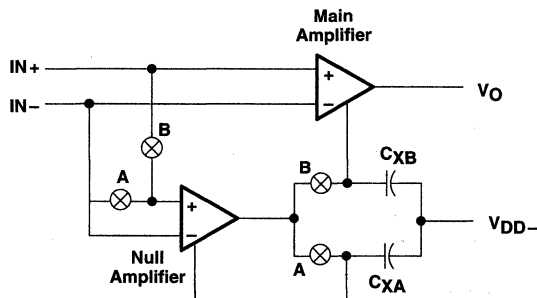 Main
Amplifier
IN+
+
IN−
−
VO
B
A
B
CXB
+
−
VDD−
Null
Amplifier
A
CXA